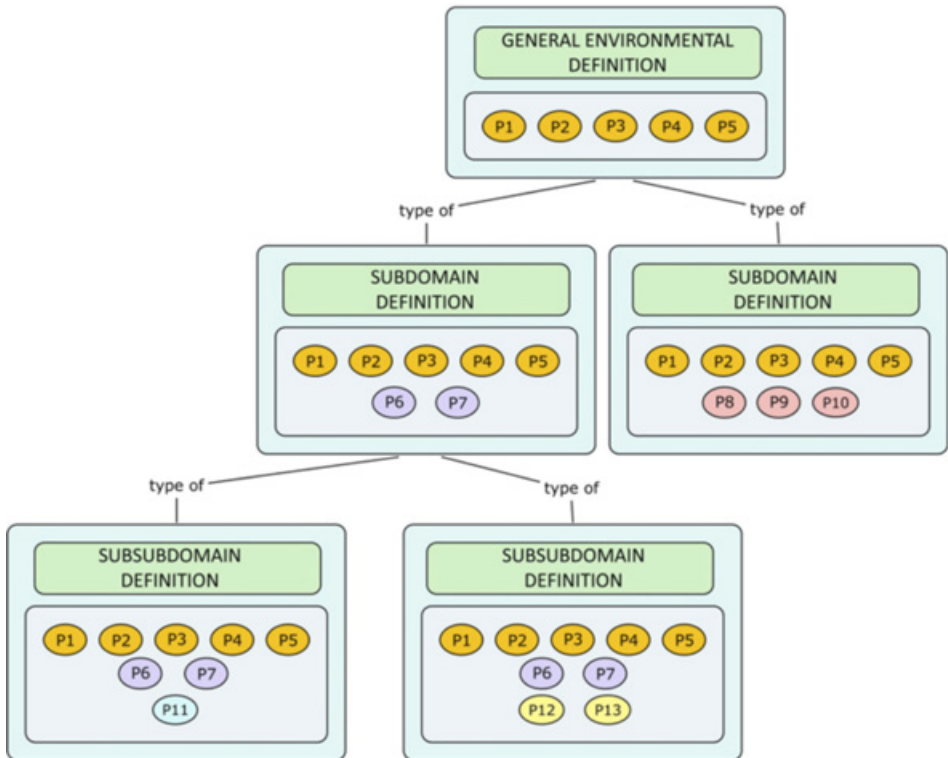 GENERAL ENVIRONMENTAL
DEFINITION
P1 P2 P3 P4 P5
type of
type of
SUBDOMAIN
DEFINITION
P1 P2 P3 P4 P5
P6 P7
SUBDOMAIN
DEFINITION
P1 P2 P3 P4 P5
P8 P9 P10
type of
type of
SUBSUBDOMAIN
DEFINITION
P1 P2 P3 P4 P5
P6 P7
P11
SUBSUBDOMAIN
DEFINITION
P1 P2 P3 P4 P5
P6 P7
P12 P13